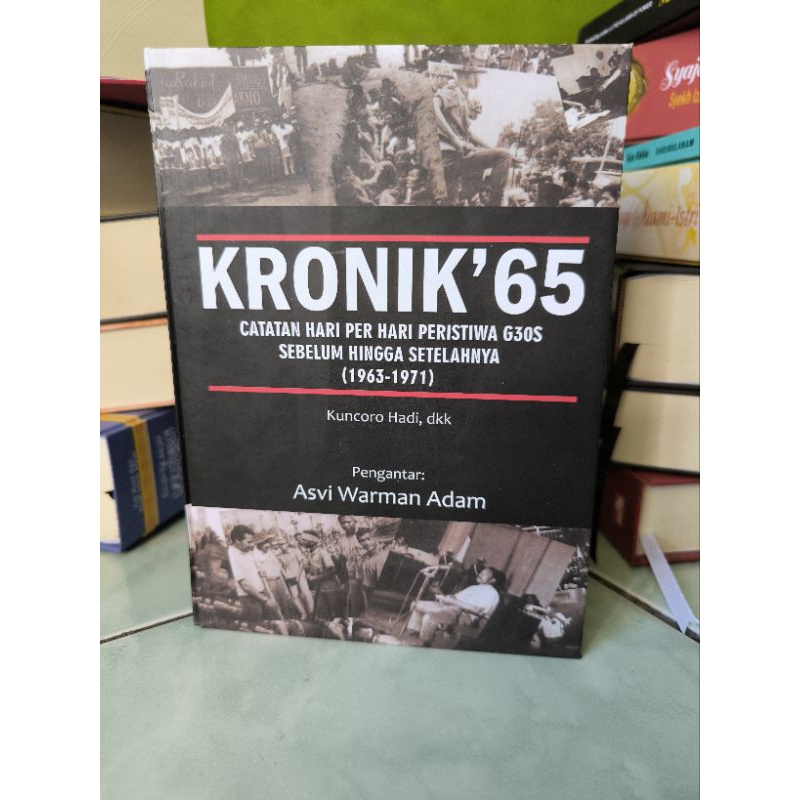 KRONIK'65
CATATAN HARI PER HARI PERISTIWA G30S
SEBELUM HINGGA SETELAHNYA
(1963-1971)
Kuncoro Hadi, dkk
Pengantar:
Asvi Warman Adam